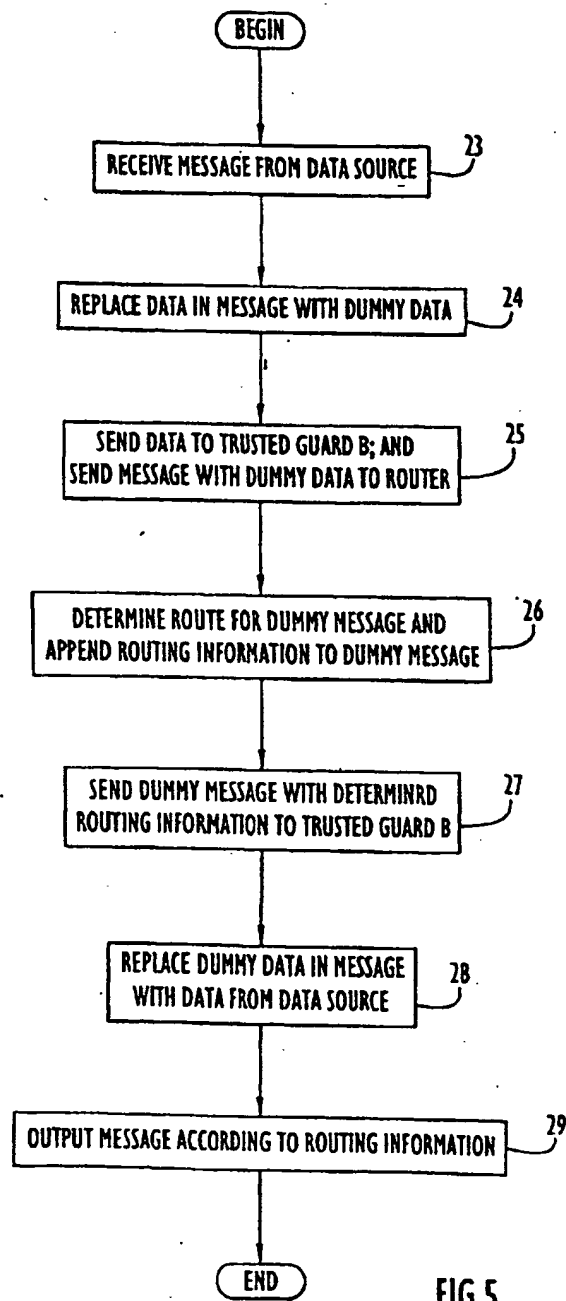 BEGIN
23
RECEIVE MESSAGE FROM DATA SOURCE
24
REPLACE DATA IN MESSAGE WITH DUMMY DATA
25
SEND DATA TO TRUSTED GUARD B; AND
SEND MESSAGE WITH DUMMY DATA TO ROUTER
26
DETERMINE ROUTE FOR DUMMY MESSAGE AND
APPEND ROUTING INFORMATION TO DUMMY MESSAGE
27
SEND DUMMY MESSAGE WITH DETERMINRD
ROUTING INFORMATION TO TRUSTED GUARD B
28
REPLACE DUMMY DATA IN MESSAGE
WITH DATA FROM DATA SOURCE
29
OUTPUT MESSAGE ACCORDING TO ROUTING INFORMATION
END
FIG.5